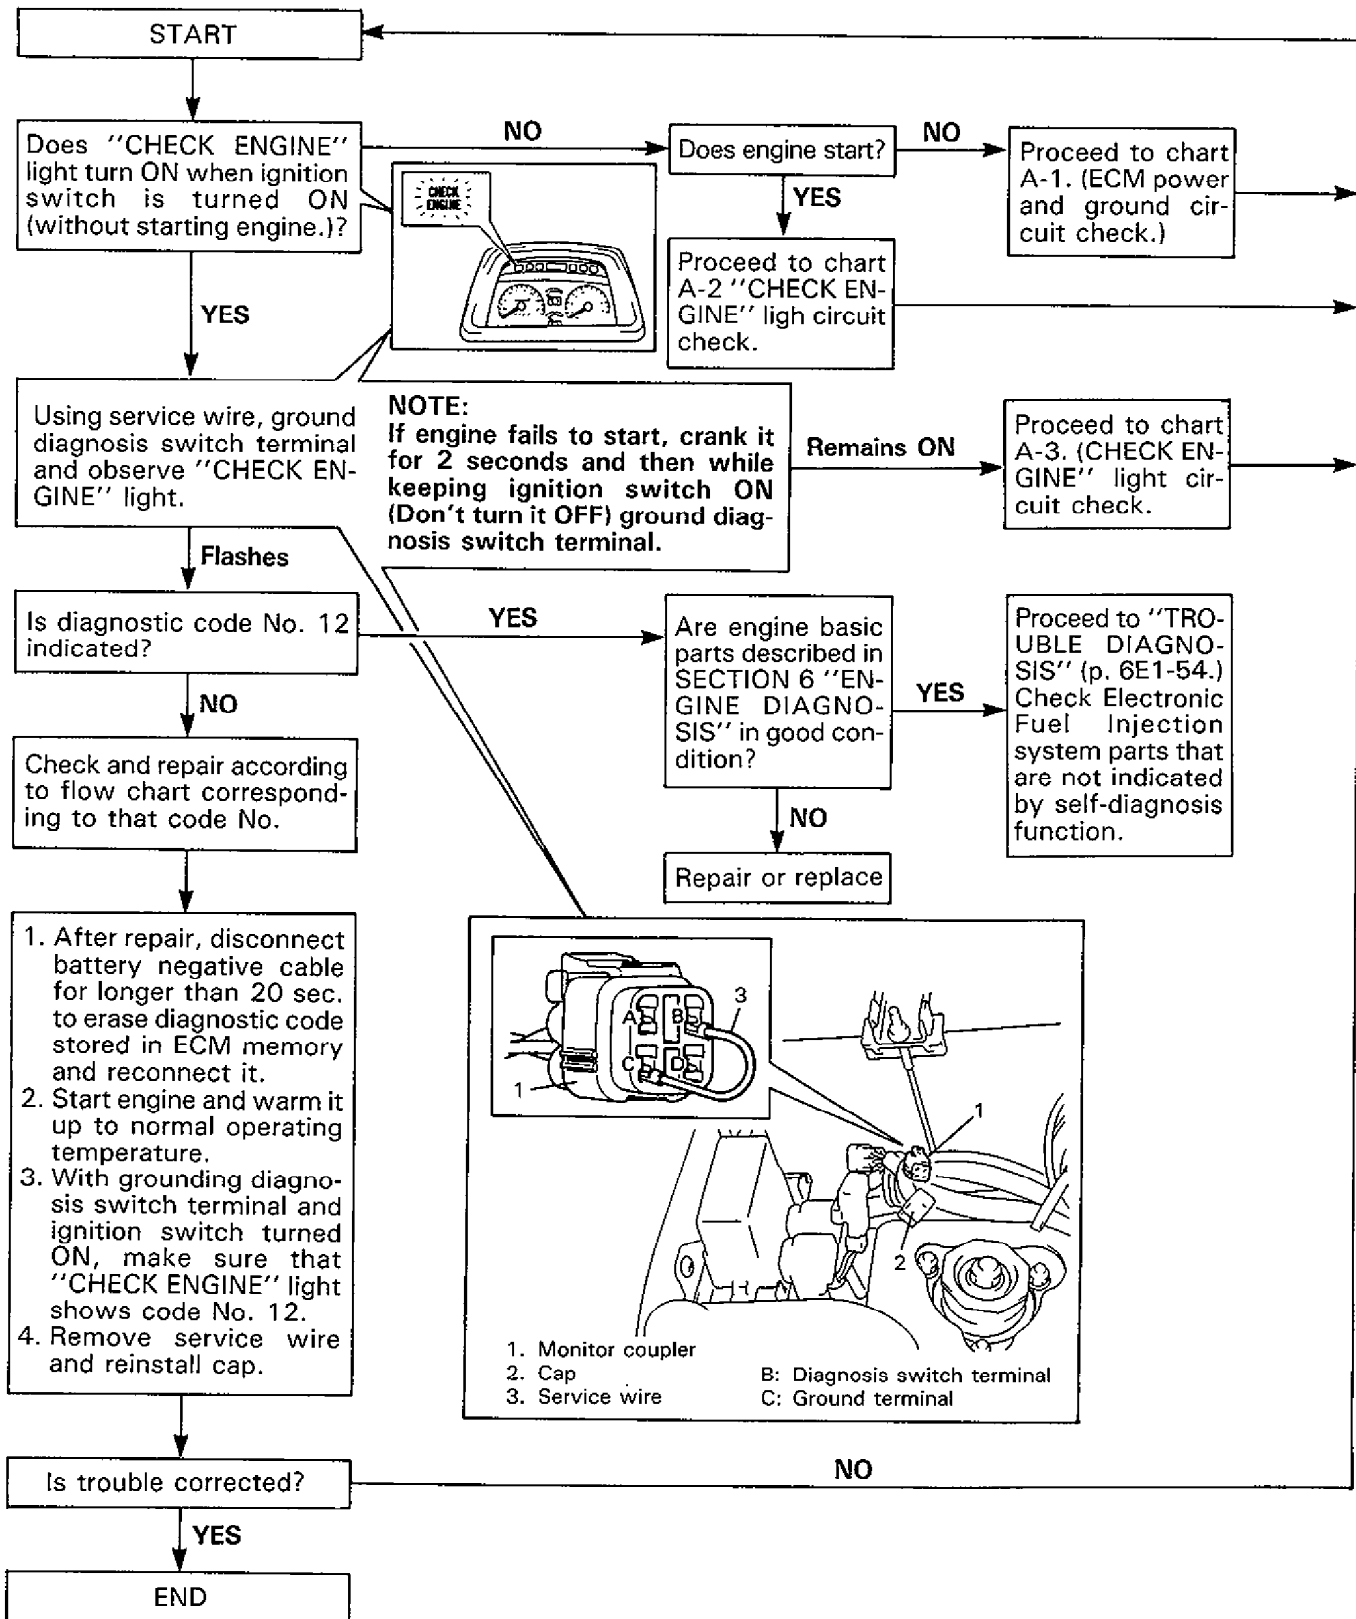 START
Does "CHECK ENGINE"
light turn ON when ignition
switch is turned ON
(without starting engine.)?
NO
CHECK
ENGINE
Does engine start?
NO
Proceed to chart
A-1. (ECM power
and ground cir-
cuit check.)
YES
Proceed to chart
A-2 "CHECK EN-
GINE" ligh circuit
check.
YES
Using service wire, ground
diagnosis switch terminal
and observe "CHECK EN-
GINE" light.
NOTE:
If engine fails to start, crank it
for 2 seconds and then while
keeping ignition switch ON
(Don't turn it OFF) ground diag-
nosis switch terminal.
Remains ON
Proceed to chart
A-3. (CHECK EN-
GINE" light cir-
cuit check.
Flashes
Is diagnostic code No. 12
indicated?
YES
Are engine basic
parts described in
SECTION 6 "EN-
GINE DIAGNO-
SIS" in good con-
dition?
YES
Proceed to "TRO-
UBLE DIAGNO-
SIS" (p. 6E1-54.)
Check Electronic
Fuel Injection
system parts that
are not indicated
by self-diagnosis
function.
NO
Check and repair according
to flow chart correspond-
ing to that code No.
NO
Repair or replace
1. After repair, disconnect
battery negative cable
for longer than 20 sec.
to erase diagnostic code
stored in ECM memory
and reconnect it.
2. Start engine and warm it
up to normal operating
temperature.
3. With grounding diagno-
sis switch terminal and
ignition switch turned
ON, make sure that
"CHECK ENGINE" light
shows code No. 12.
4. Remove service wire
and reinstall cap.
A
B
C
D
3
1
1
2
1. Monitor coupler
2. Cap
3. Service wire
B: Diagnosis switch terminal
C: Ground terminal
Is trouble corrected?
NO
YES
END